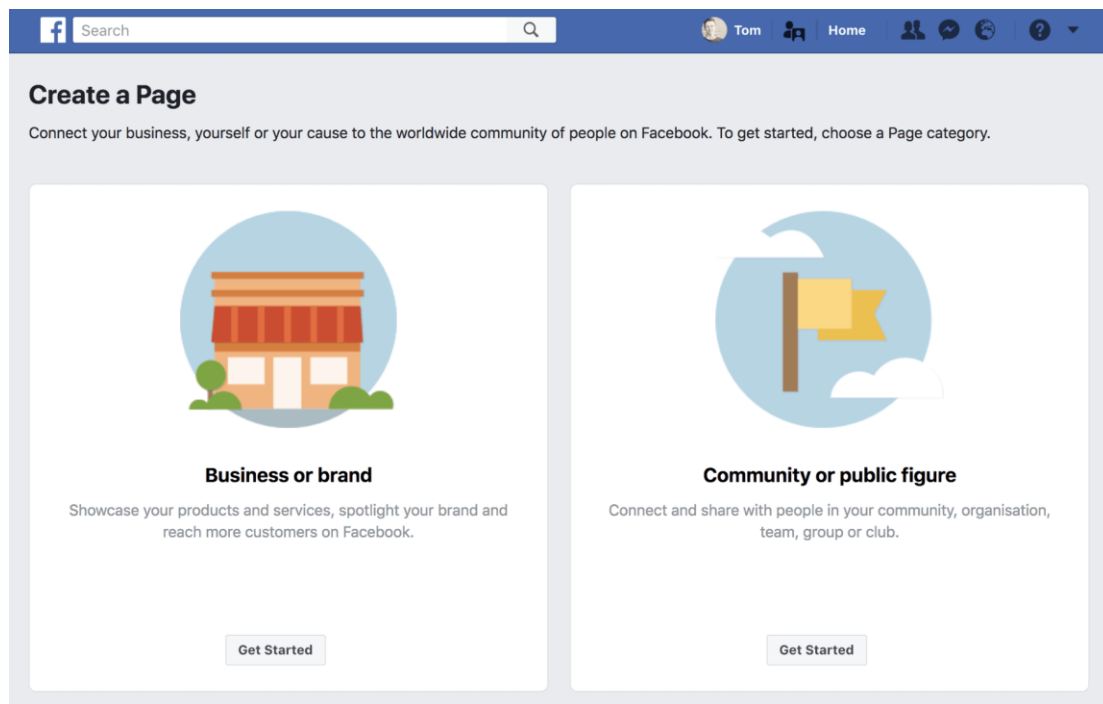 f Search Tom Home ?
Create a Page
Connect your business, yourself or your cause to the worldwide community of people on Facebook. To get started, choose a Page category.
Business or brand
Showcase your products and services, spotlight your brand and
reach more customers on Facebook.
Get Started
Community or public figure
Connect and share with people in your community, organisation,
team, group or club.
Get Started